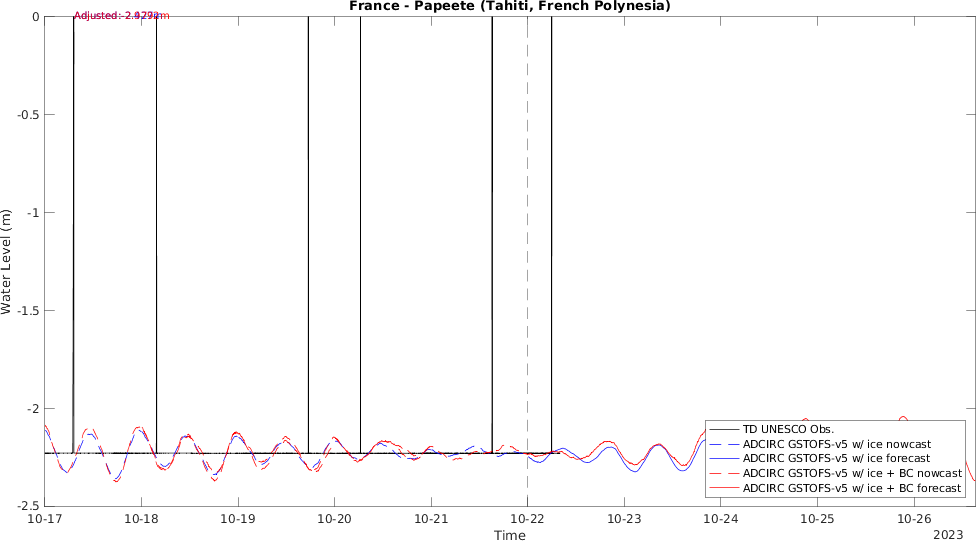 France - Papeete (Tahiti, French Polynesia)
Adjusted:
0
-0.5
-1
-1.5
-2
-2.5
Water Level (m)
10-17
10-18
10-19
10-20
10-21
10-22
10-23
10-24
10-25
10-26
Time
2023
TD UNESCO Obs.
ADCIRC GSTOFS-v5 w/ ice nowcast
ADCIRC GSTOFS-v5 w/ ice forecast
ADCIRC GSTOFS-v5 w/ ice + BC nowcast
ADCIRC GSTOFS-v5 w/ ice + BC forecast